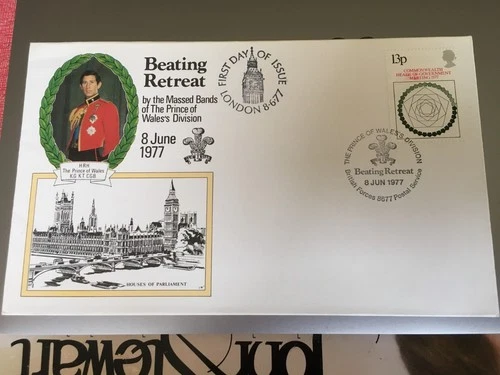 Beating
Retreat
by the Massed Bands
of The Prince of
Wales's Division
8 June
1977
HRH
The Prince of Wales
KG KT GCB
HOUSES OF PARLIAMENT
FIRST DAY OF ISSUE
LONDON 8·6·77
13p
COMMONWEALTH
HEADS OF GOVERNMENT
MEETING 1977
THE PRINCE OF WALES'S DIVISION
Beating Retreat
8 JUN 1977
British Forces 8677 Postal Service
Stewart